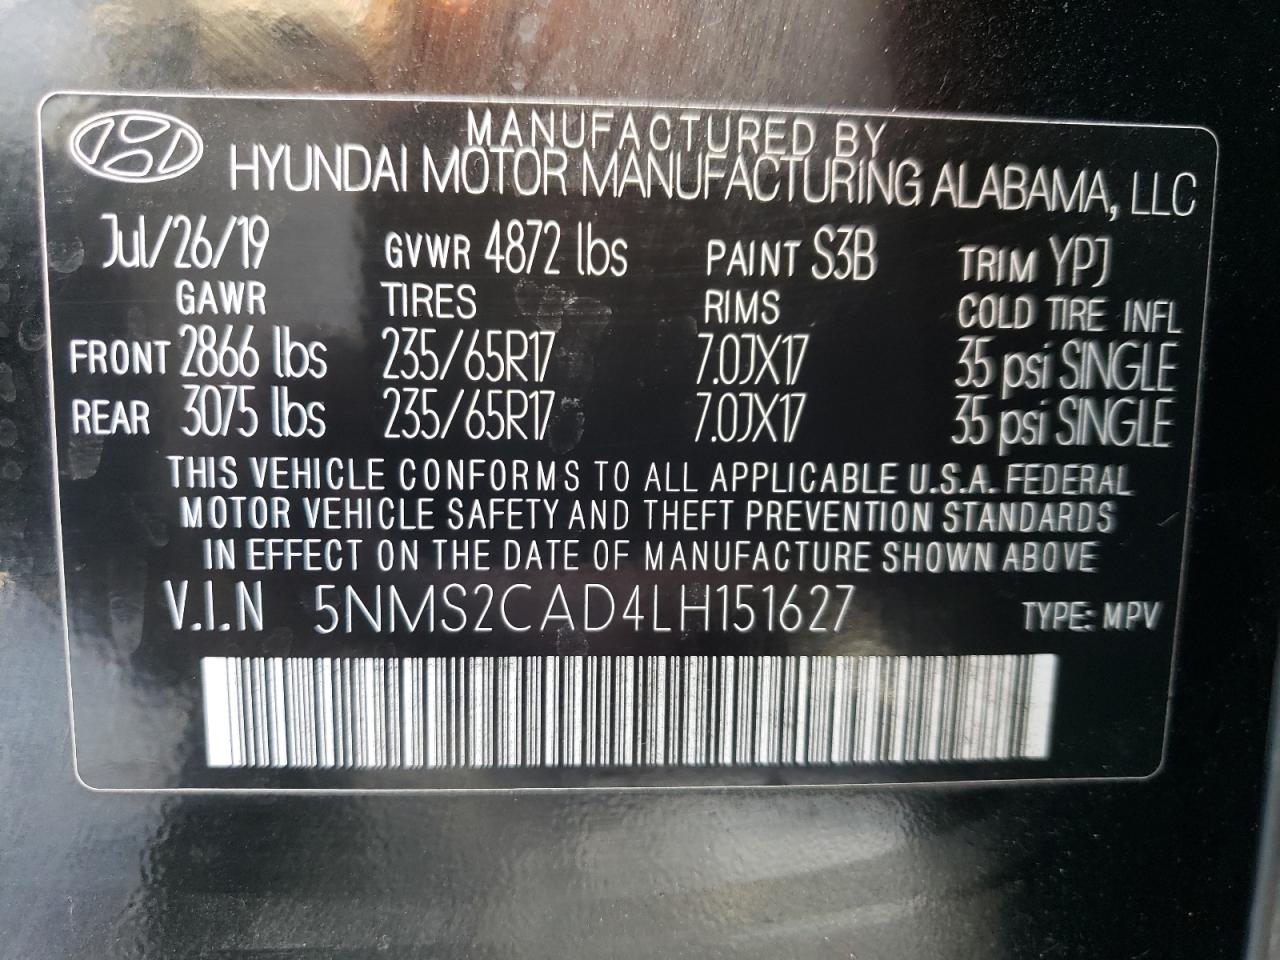 MANUFACTURED BY
HYUNDAI MOTOR MANUFACTURING ALABAMA, LLC
Jul/26/19 GVWR 4872 lbs PAINT S3B TRIM YPJ
GAWR TIRES RIMS COLD TIRE INFL
FRONT 2866 lbs 235/65R17 7.0JX17 35 psi SINGLE
REAR 3075 lbs 235/65R17 7.0JX17 35 psi SINGLE
THIS VEHICLE CONFORMS TO ALL APPLICABLE U.S.A. FEDERAL
MOTOR VEHICLE SAFETY AND THEFT PREVENTION STANDARDS
IN EFFECT ON THE DATE OF MANUFACTURE SHOWN ABOVE
V.I.N 5NMS2CAD4LH151627 TYPE: MPV